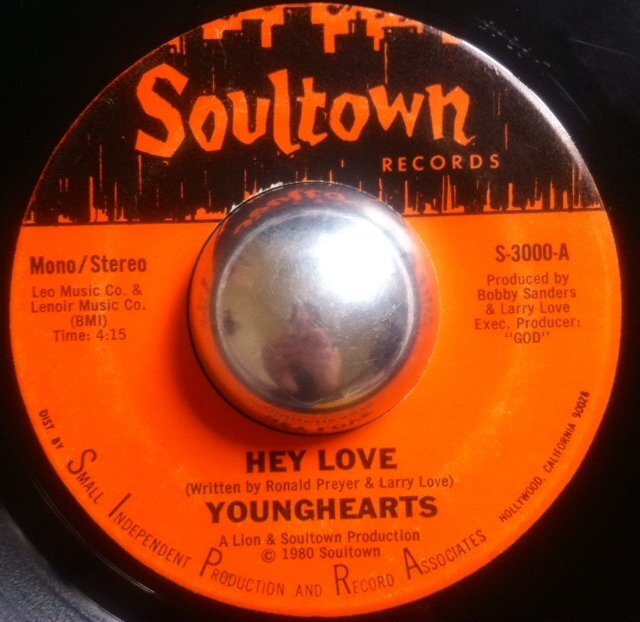 Soultown
RECORDS
Mono/Stereo
Leo Music Co. &
Lenoir Music Co.
(BMI)
Time: 4:15
S-3000-A
Produced by
Bobby Sanders
& Larry Love
Exec. Producer:
"GOD"
HEY LOVE
(Written by Ronald Preyer & Larry Love)
YOUNGHEARTS
A Lion & Soultown Production
© 1980 Soultown
DIST. BY SMALL INDEPENDENT PRODUCTION AND RECORD ASSOCIATES HOLLYWOOD, CALIFORNIA 90028